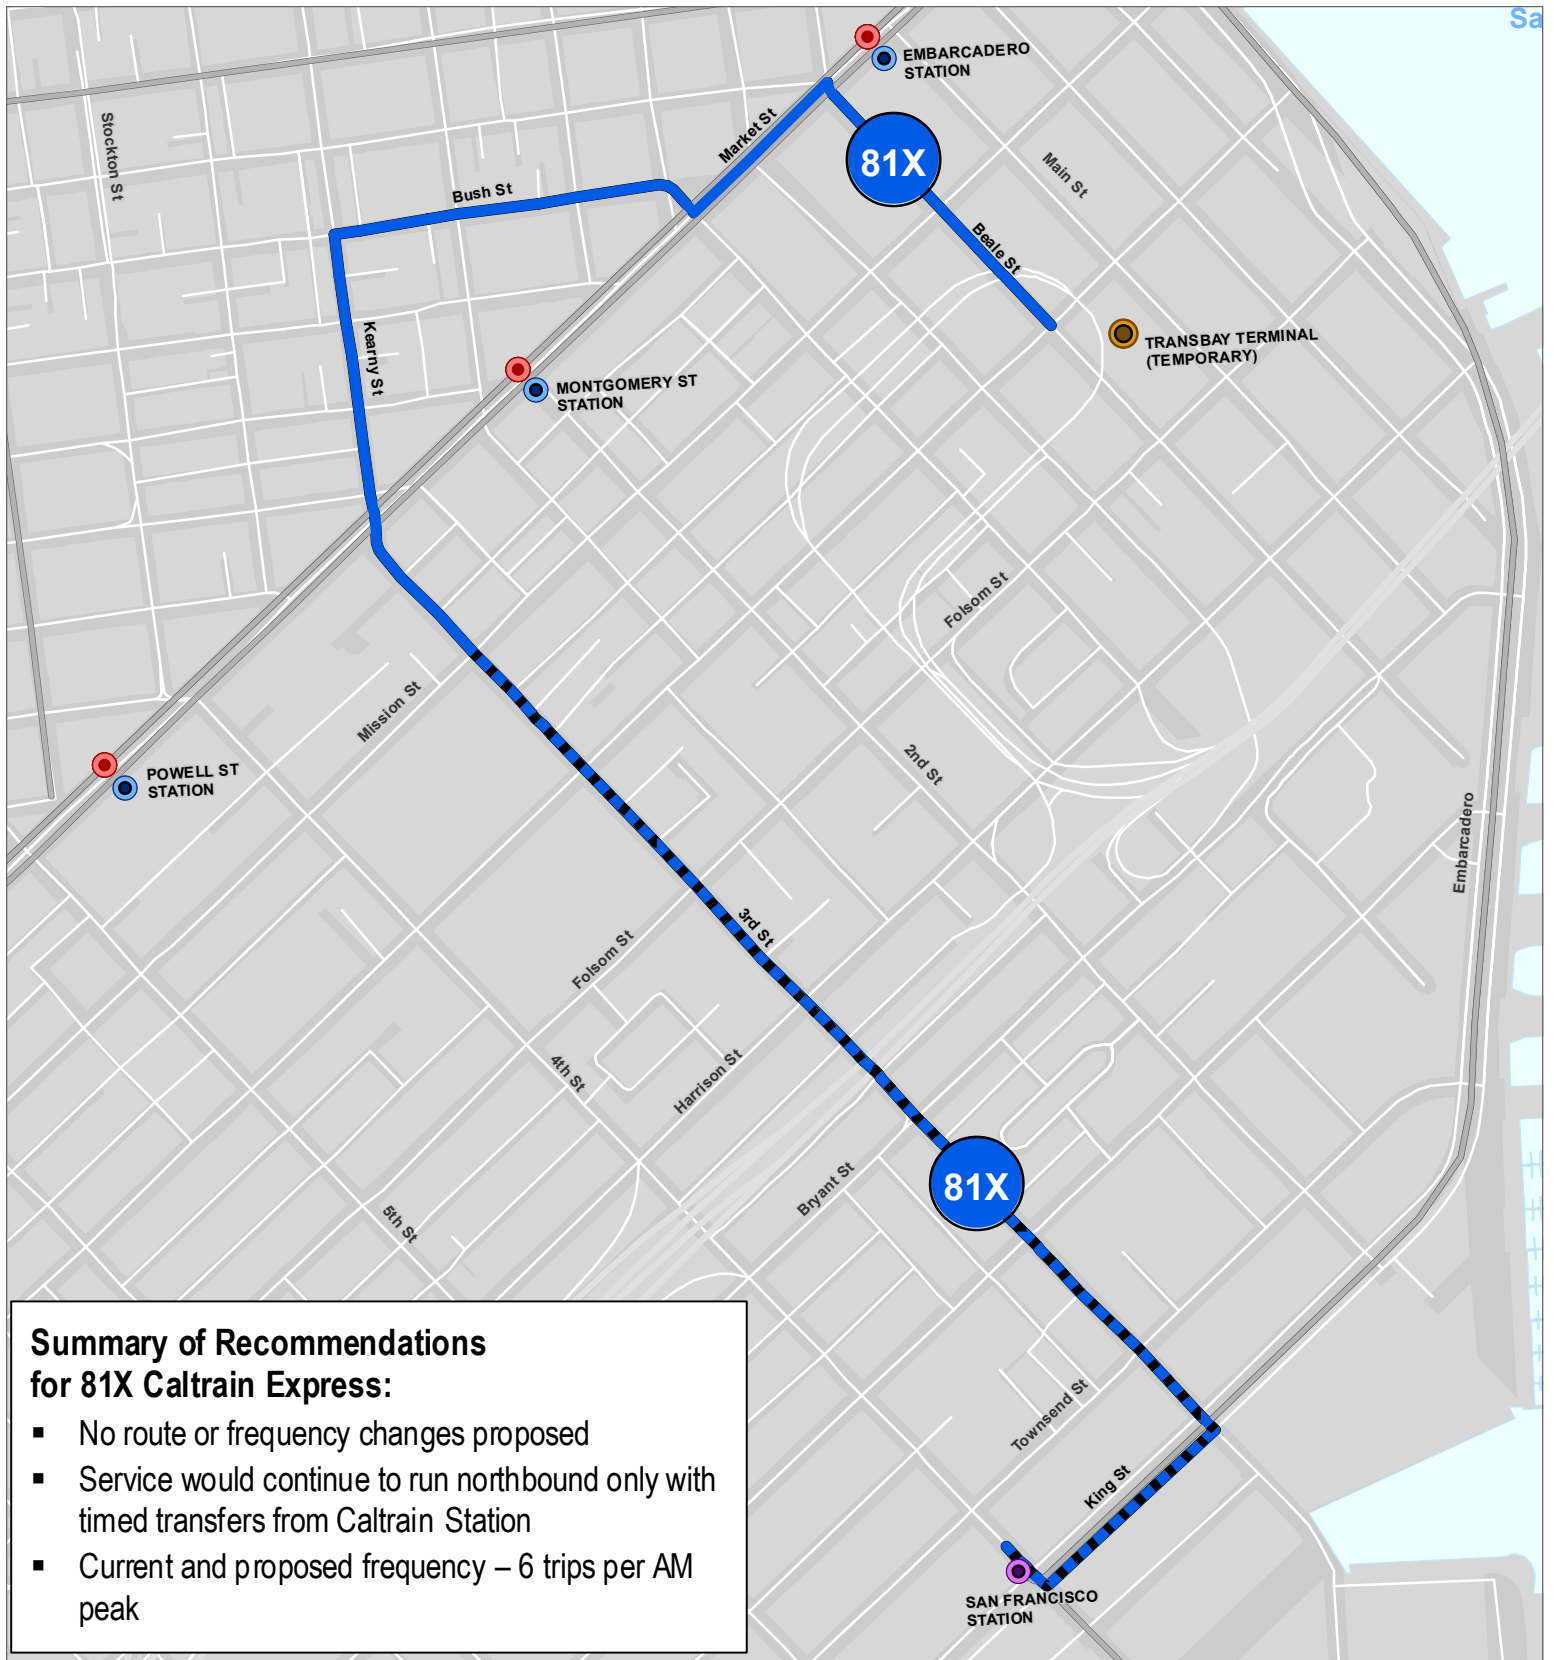 Sa
EMBARCADERO
STATION
Stockton St
Market St
81X
Main St
Bush St
Beale St
Kearny St
TRANSBAY TERMINAL
(TEMPORARY)
MONTGOMERY ST
STATION
Folsom St
Mission St
2nd St
POWELL ST
STATION
Embarcadero
3rd St
Folsom St
4th St
Harrison St
81X
Bryant St
5th St
Townsend St
King St
SAN FRANCISCO
STATION
Summary of Recommendations
for 81X Caltrain Express:
▪ No route or frequency changes proposed
▪ Service would continue to run northbound only with
timed transfers from Caltrain Station
▪ Current and proposed frequency – 6 trips per AM
peak